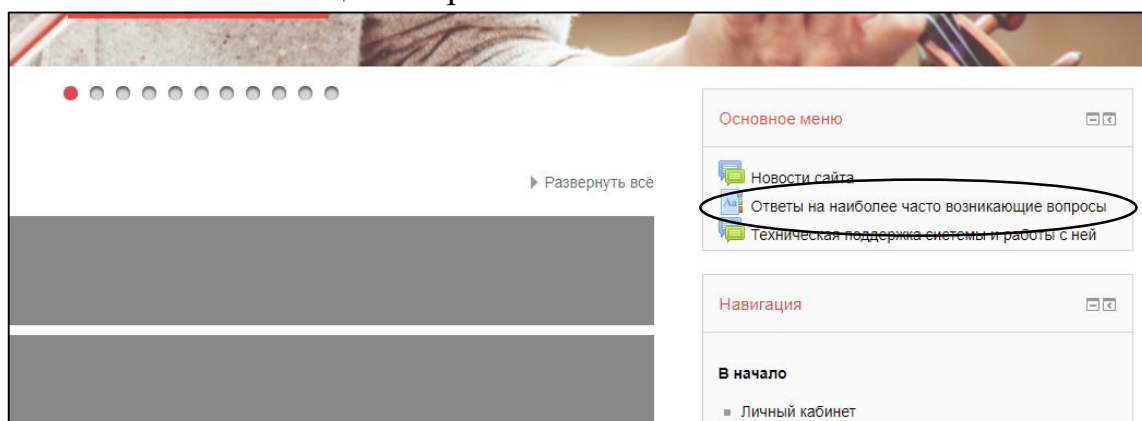 Основное меню
Развернуть всё
Новости сайта
Ответы на наиболее часто возникающие вопросы
Техническая поддержка системы и работы с ней
Навигация
В начало
Личный кабинет